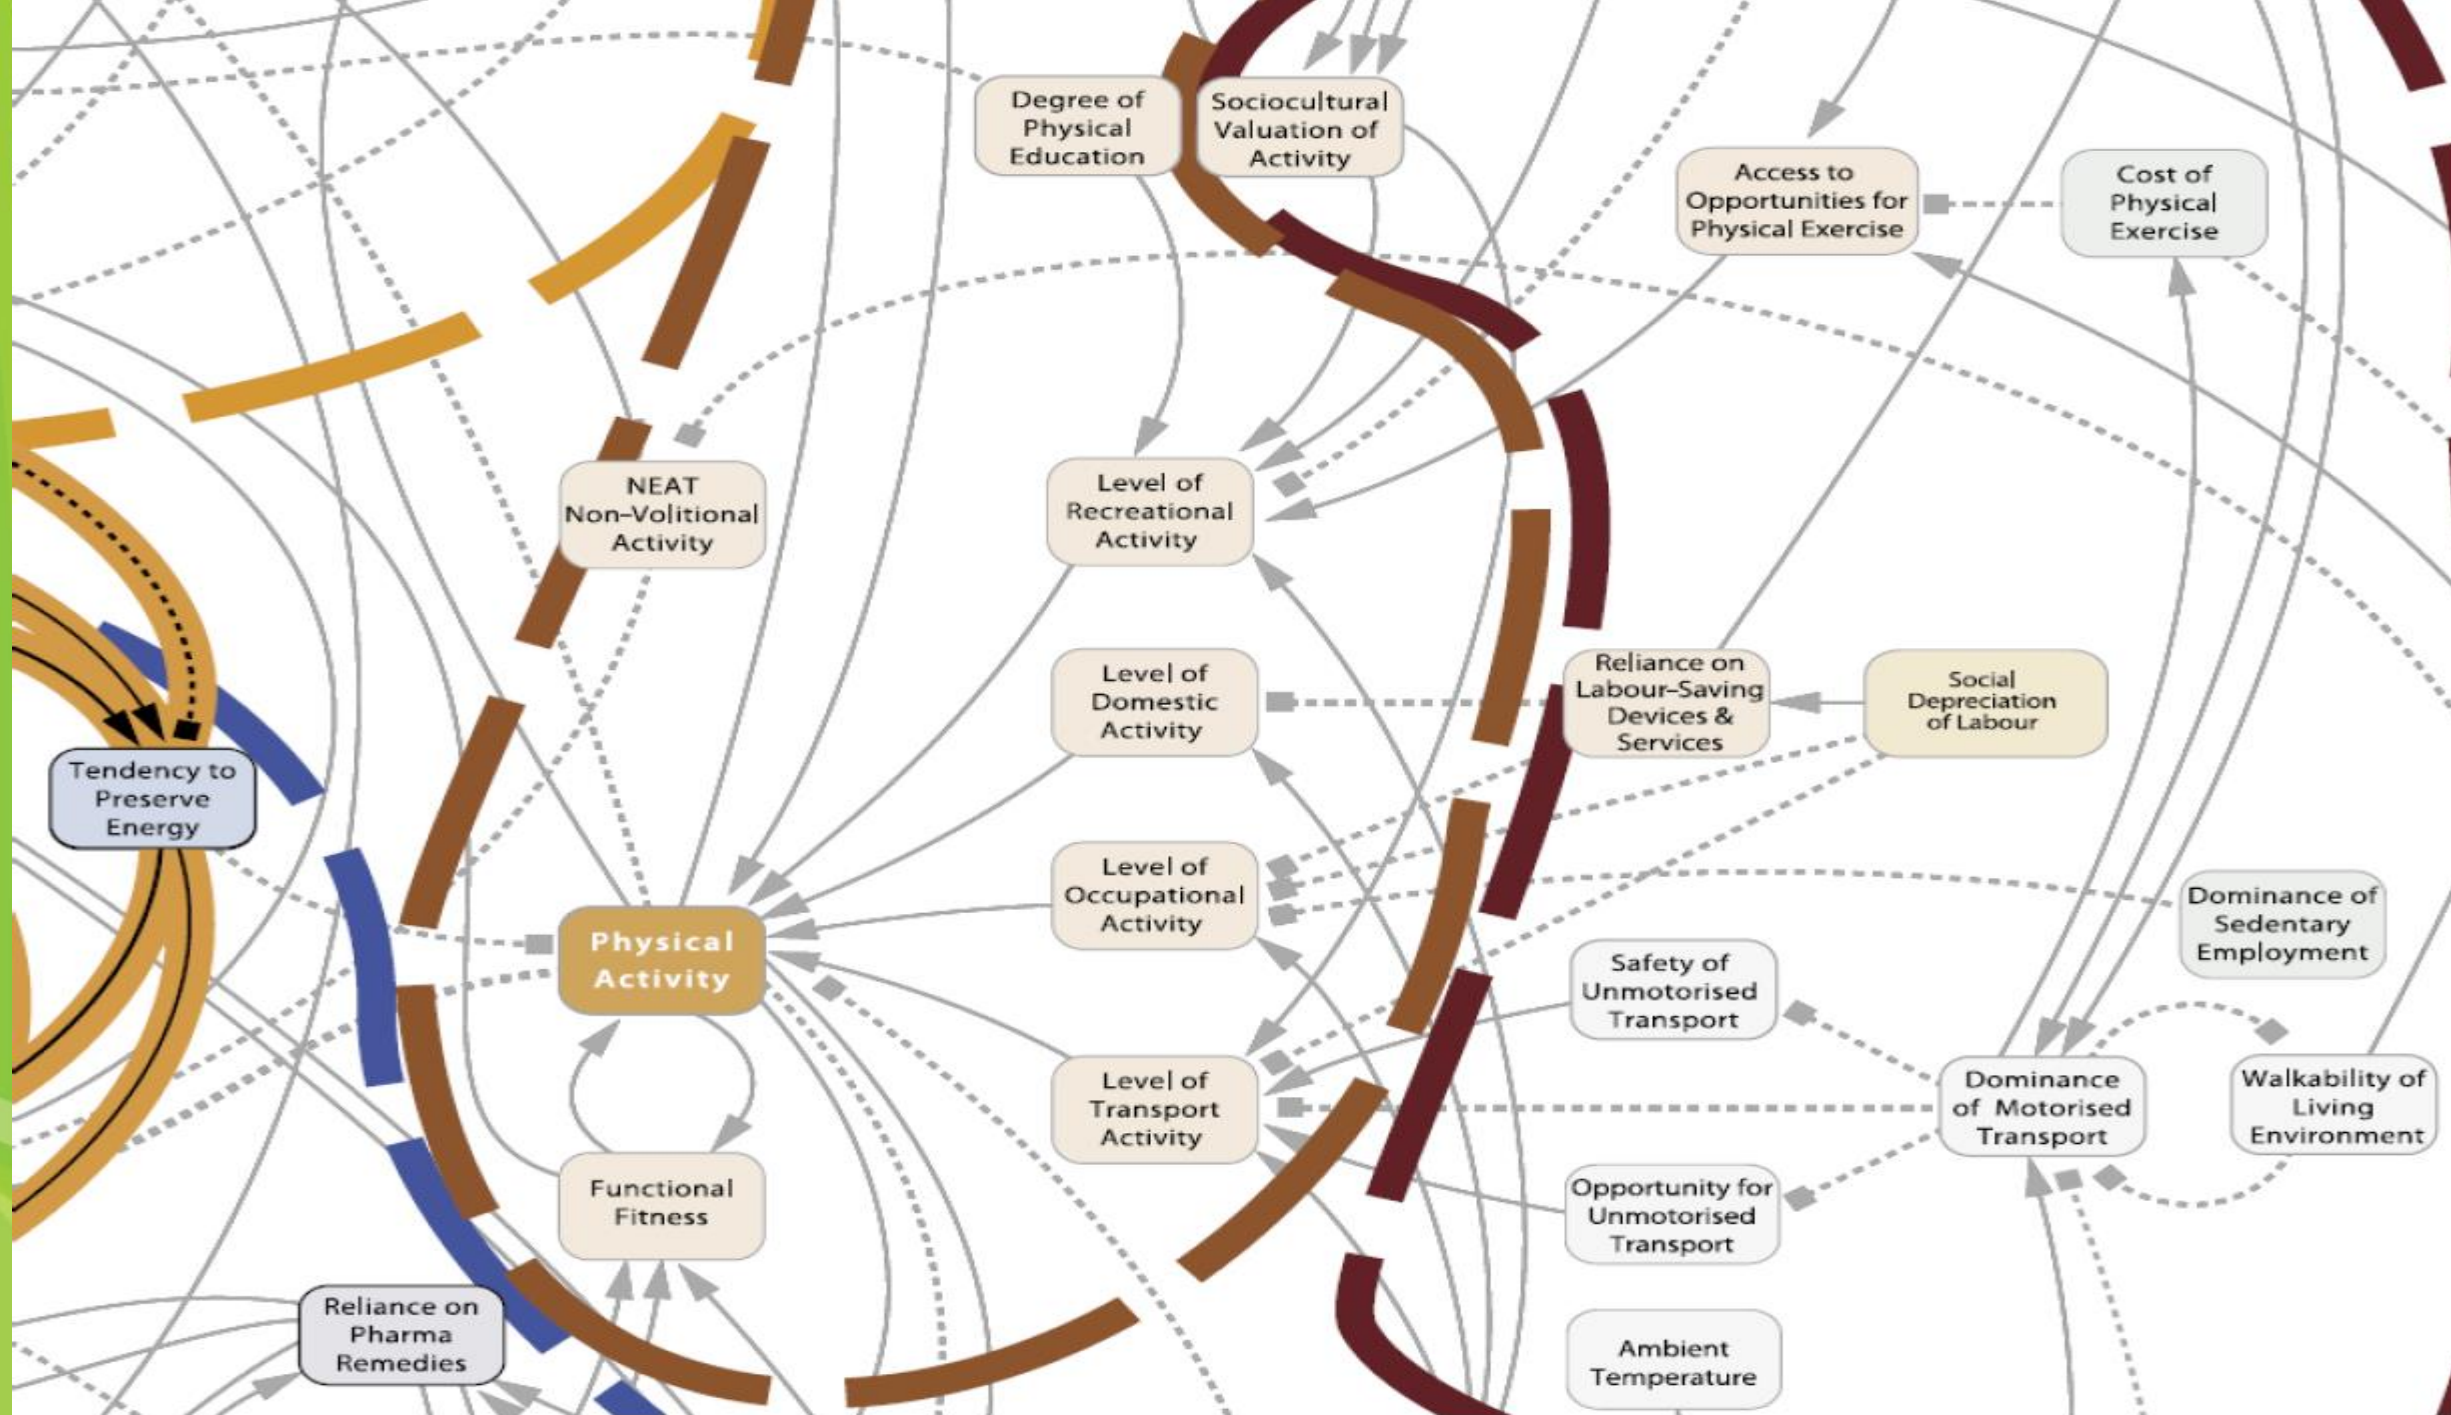 Degree of
Physical
Education
Sociocultural
Valuation of
Activity
Access to
Opportunities for
Physical Exercise
Cost of
Physical
Exercise
NEAT
Non-Volitional
Activity
Level of
Recreational
Activity
Level of
Domestic
Activity
Reliance on
Labour-Saving
Devices &
Services
Social
Depreciation
of Labour
Tendency to
Preserve
Energy
Level of
Occupational
Activity
Dominance of
Sedentary
Employment
Physical
Activity
Safety of
Unmotorised
Transport
Level of
Transport
Activity
Dominance
of Motorised
Transport
Walkability of
Living
Environment
Functional
Fitness
Opportunity for
Unmotorised
Transport
Reliance on
Pharma
Remedies
Ambient
Temperature